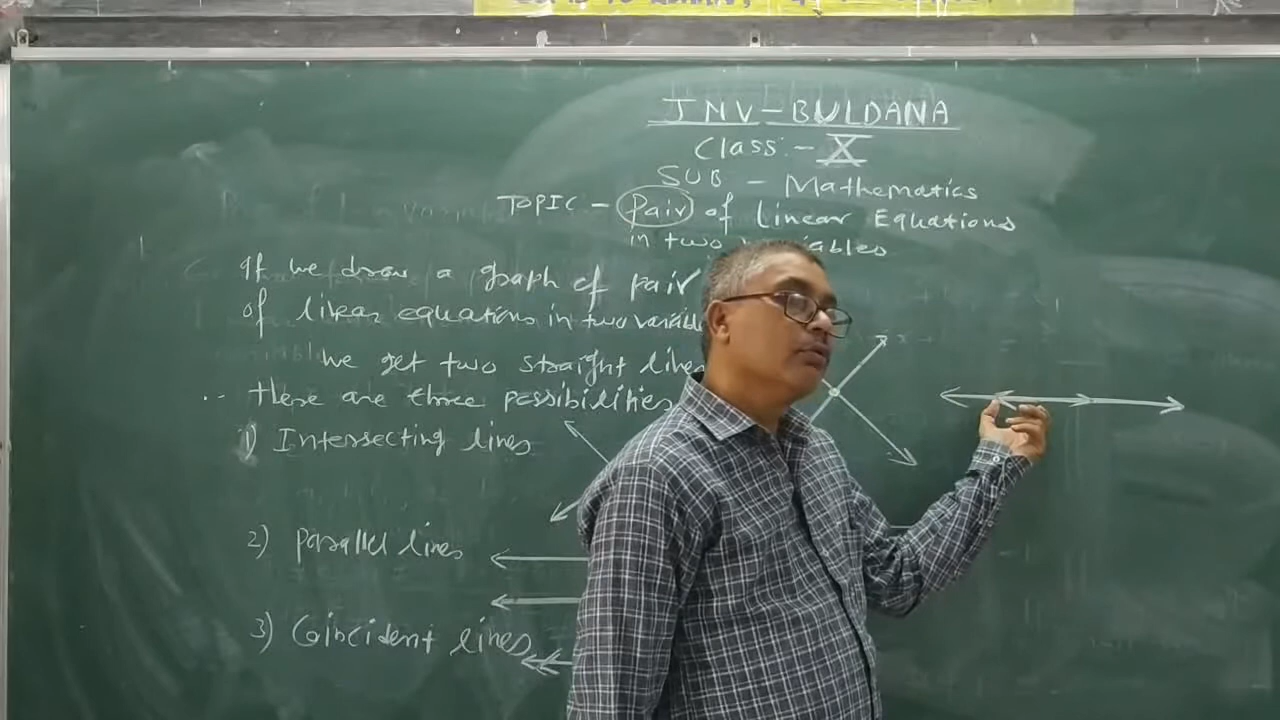 JNV - BULDANA
Class:- X
SUB - Mathematics
TOPIC - Pair of Linear Equations
in two
If we draw a graph of pair
of linear equations in two variable
We get two straight lines
there are three possibilities
1) Intersecting lines
2) Parallel lines
3) Coincident lines